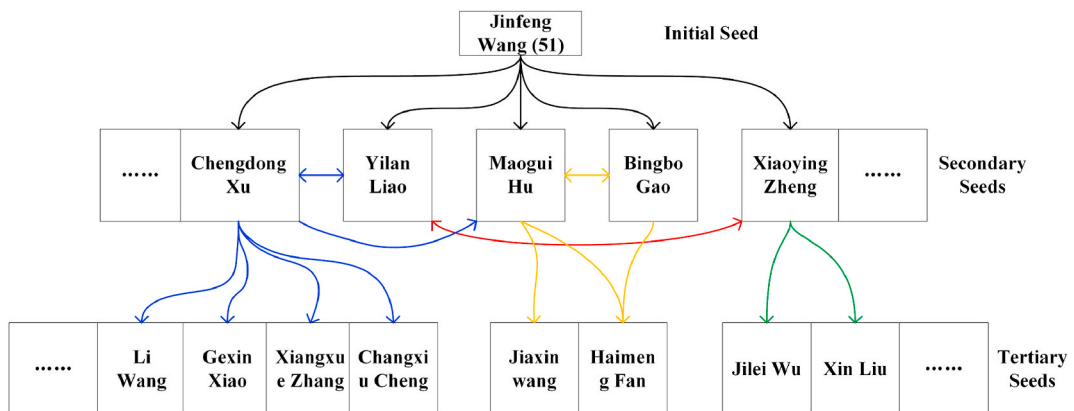 Jinfeng
Wang (51)
Initial Seed
......
Chengdong
Xu
Yilan
Liao
Maogui
Hu
Bingbo
Gao
Xiaoying
Zheng
......
Secondary
Seeds
......
Li
Wang
Gexin
Xiao
Xiangxu
e Zhang
Changxi
u Cheng
Jiaxin
wang
Haimen
g Fan
Jilei Wu
Xin Liu
......
Tertiary
Seeds